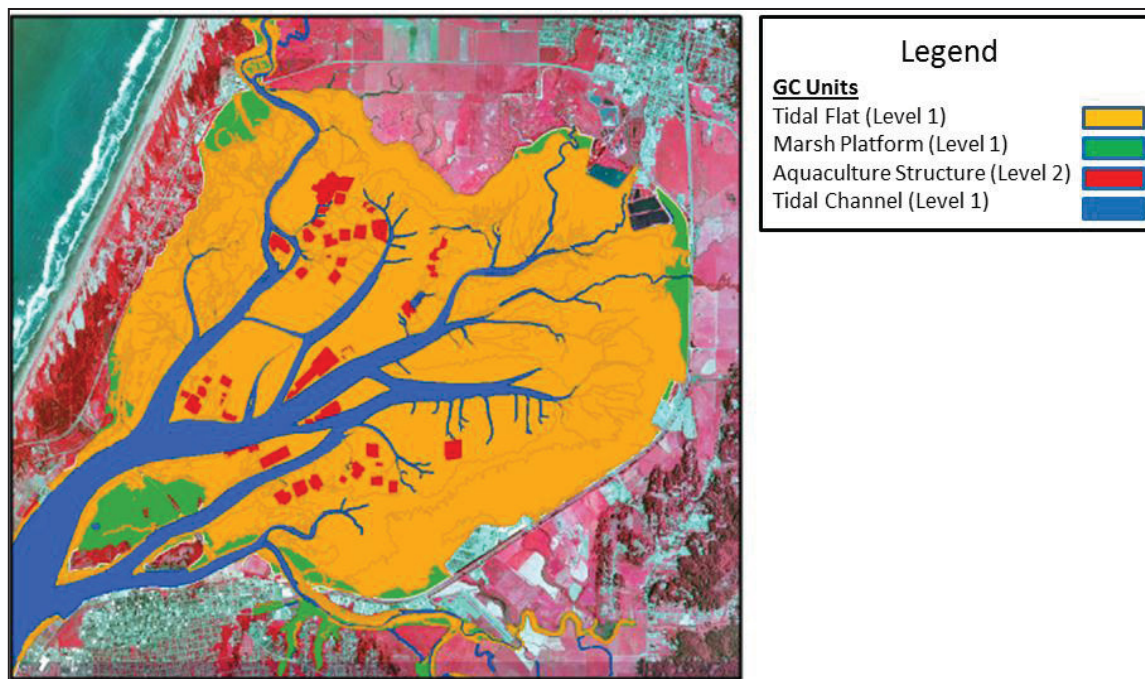 Legend
GC Units
Tidal Flat (Level 1)
Marsh Platform (Level 1)
Aquaculture Structure (Level 2)
Tidal Channel (Level 1)